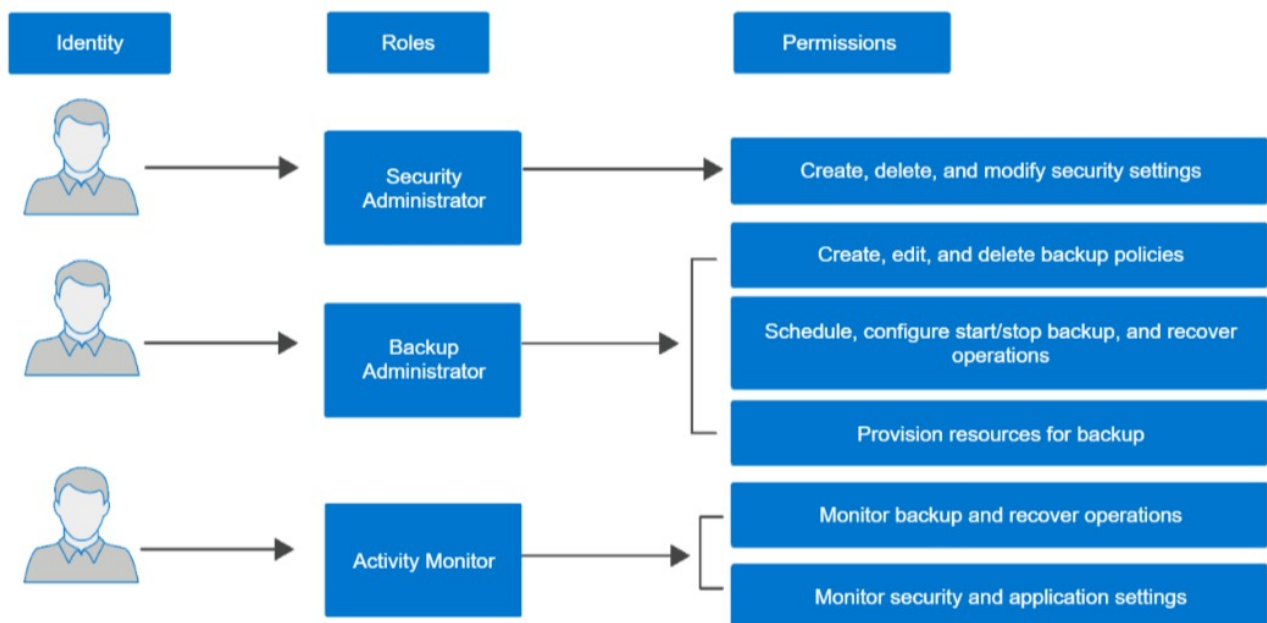 Identity
Roles
Permissions
Security
Administrator
Create, delete, and modify security settings
Backup
Administrator
Create, edit, and delete backup policies
Schedule, configure start/stop backup, and recover
operations
Provision resources for backup
Activity Monitor
Monitor backup and recover operations
Monitor security and application settings